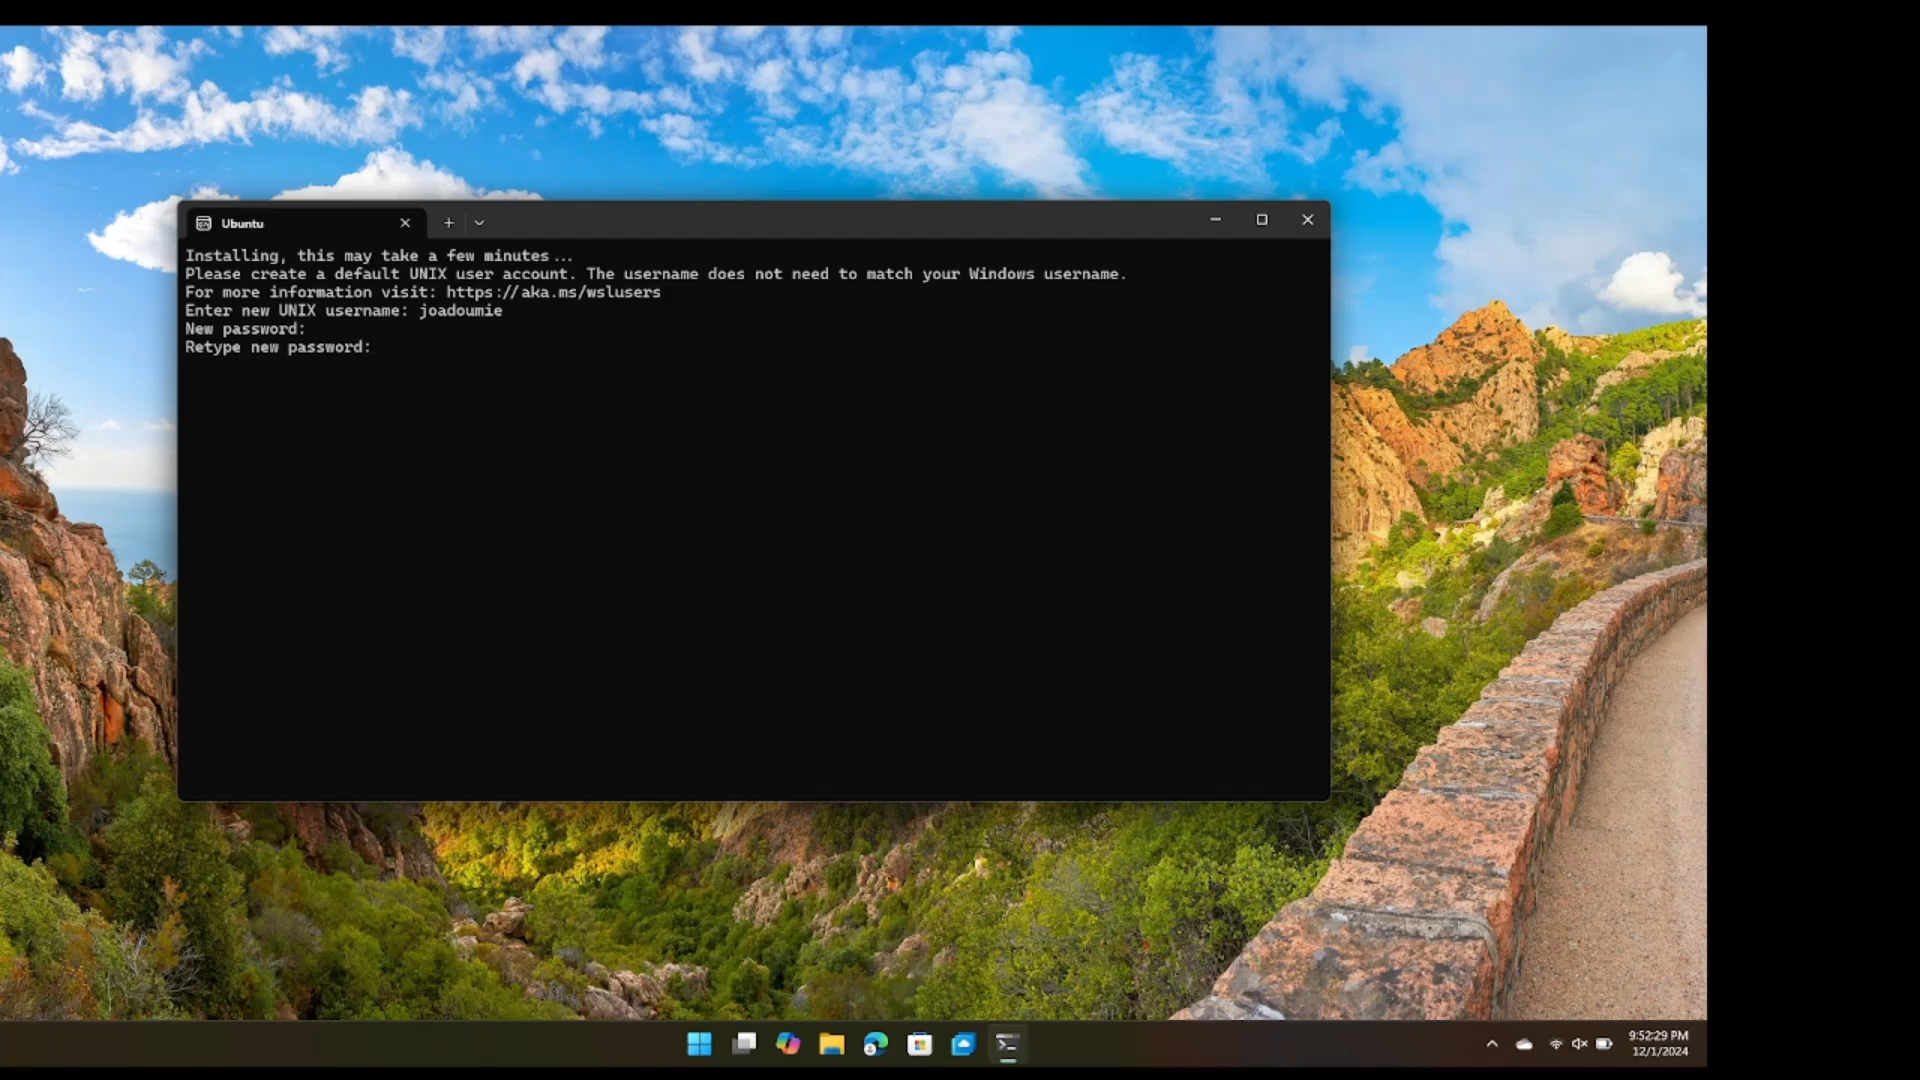 Ubuntu
Installing, this may take a few minutes...
Please create a default UNIX user account. The username does not need to match your Windows username.
For more information visit: https://aka.ms/wslusers
Enter new UNIX username: joadoumie
New password:
Retype new password:
9:52:29 PM
12/1/2024